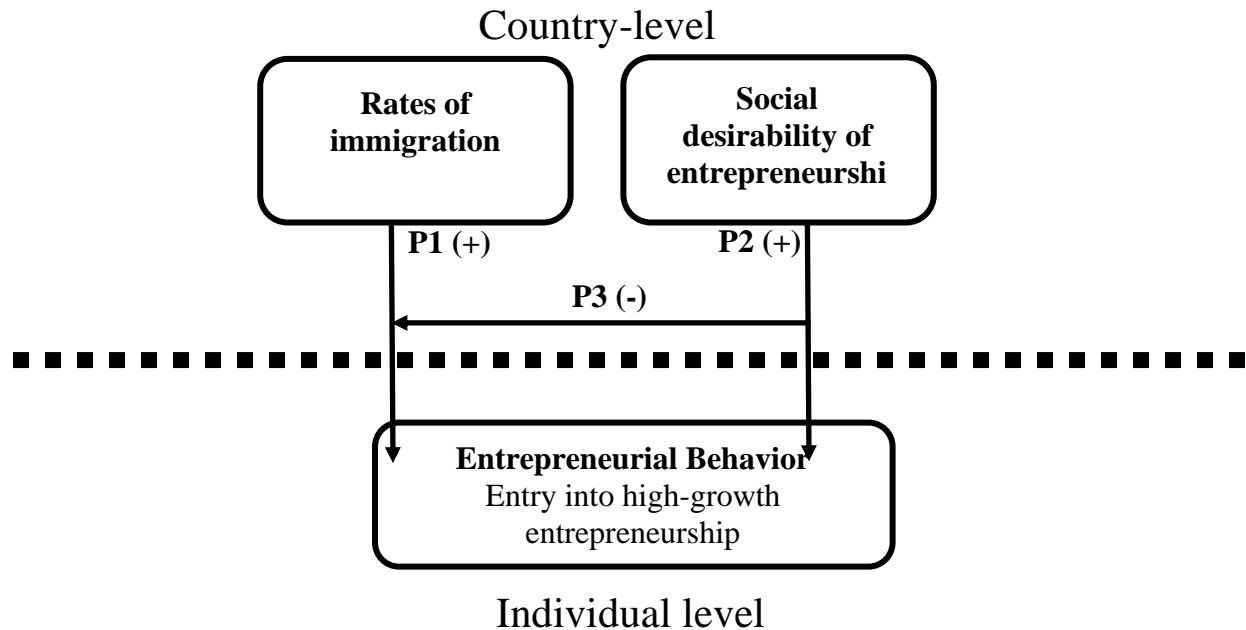 Country-level
Rates of
immigration
Social
desirability of
entrepreneurshi
P1 (+)
P2 (+)
P3 (-)
Entrepreneurial Behavior
Entry into high-growth
entrepreneurship
Individual level